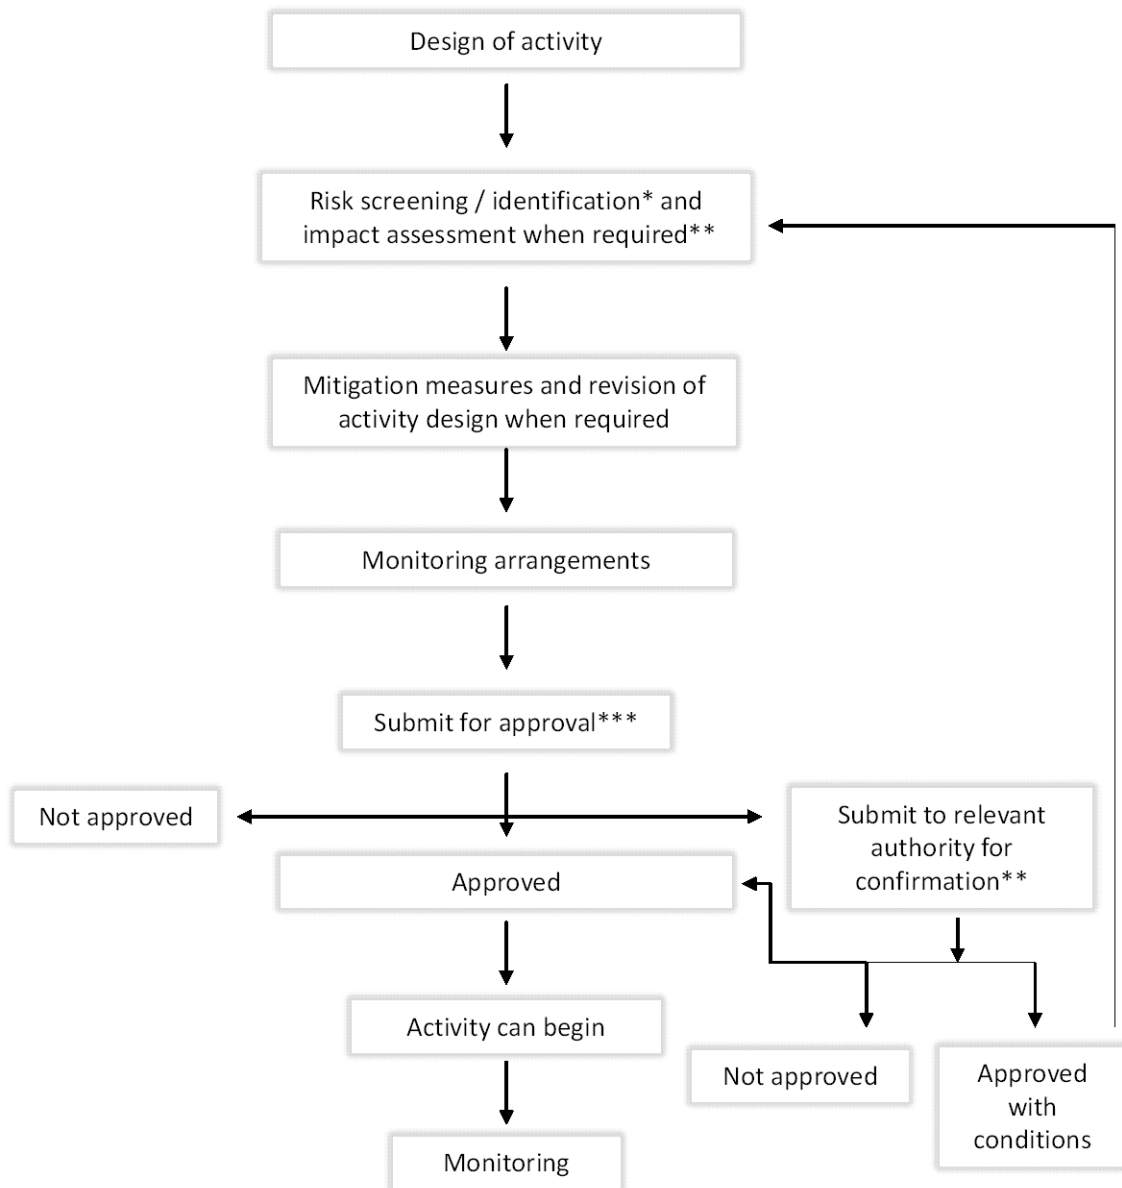 Design of activity
Risk screening / identification* and
impact assessment when required**
Mitigation measures and revision of
activity design when required
Monitoring arrangements
Submit for approval***
Not approved
Submit to relevant
authority for
confirmation**
Approved
Activity can begin
Not approved
Approved
with
conditions
Monitoring